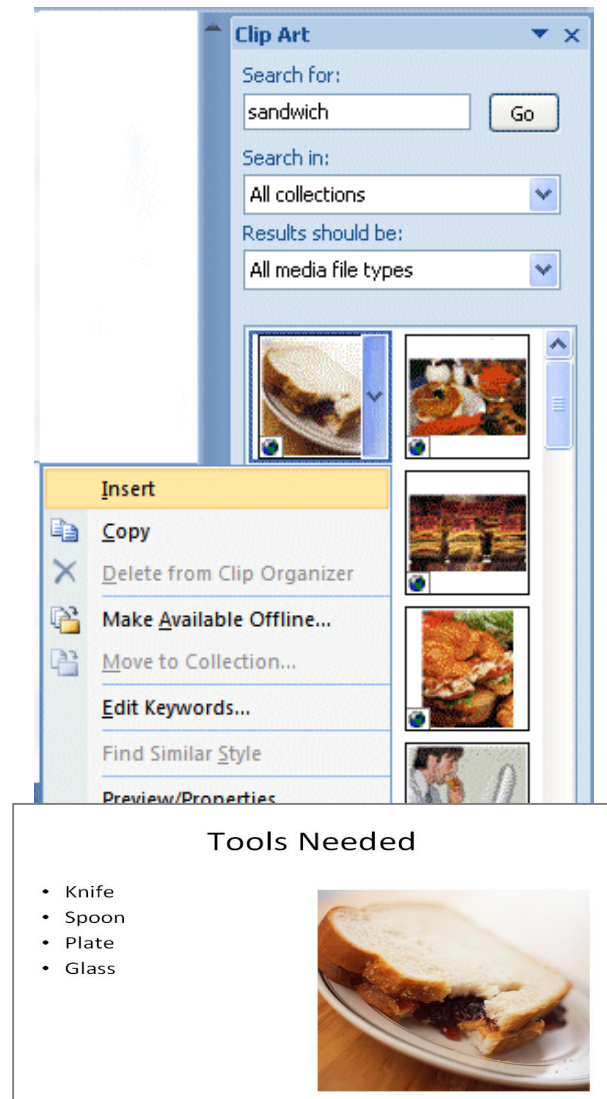 Clip Art
Search for:
sandwich
Go
Search in:
All collections
Results should be:
All media file types
Insert
Copy
Delete from Clip Organizer
Make Available Offline...
Move to Collection...
Edit Keywords...
Find Similar Style
Preview/Properties
Tools Needed
• Knife
• Spoon
• Plate
• Glass